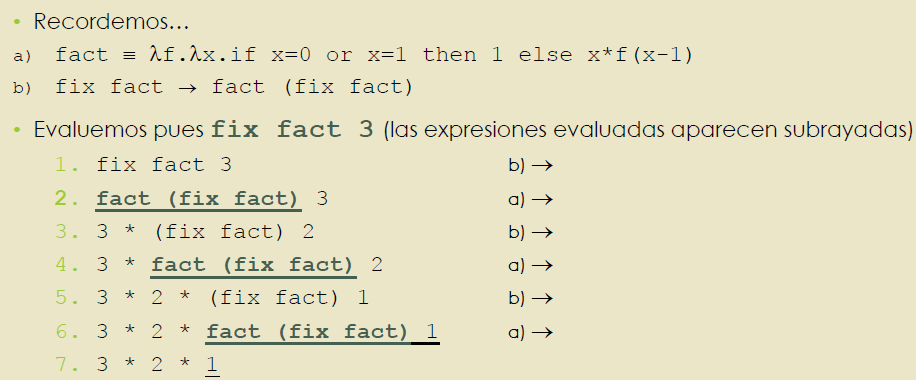 • Recordemos...
a) fact ≡ λf.λx.if x=0 or x=1 then 1 else x*f(x-1)
b) fix fact → fact (fix fact)
• Evaluemos pues fix fact 3 (las expresiones evaluadas aparecen subrayadas)
1. fix fact 3 b) →
2. fact (fix fact) 3 a) →
3. 3 * (fix fact) 2 b) →
4. 3 * fact (fix fact) 2 a) →
5. 3 * 2 * (fix fact) 1 b) →
6. 3 * 2 * fact (fix fact) 1 a) →
7. 3 * 2 * 1